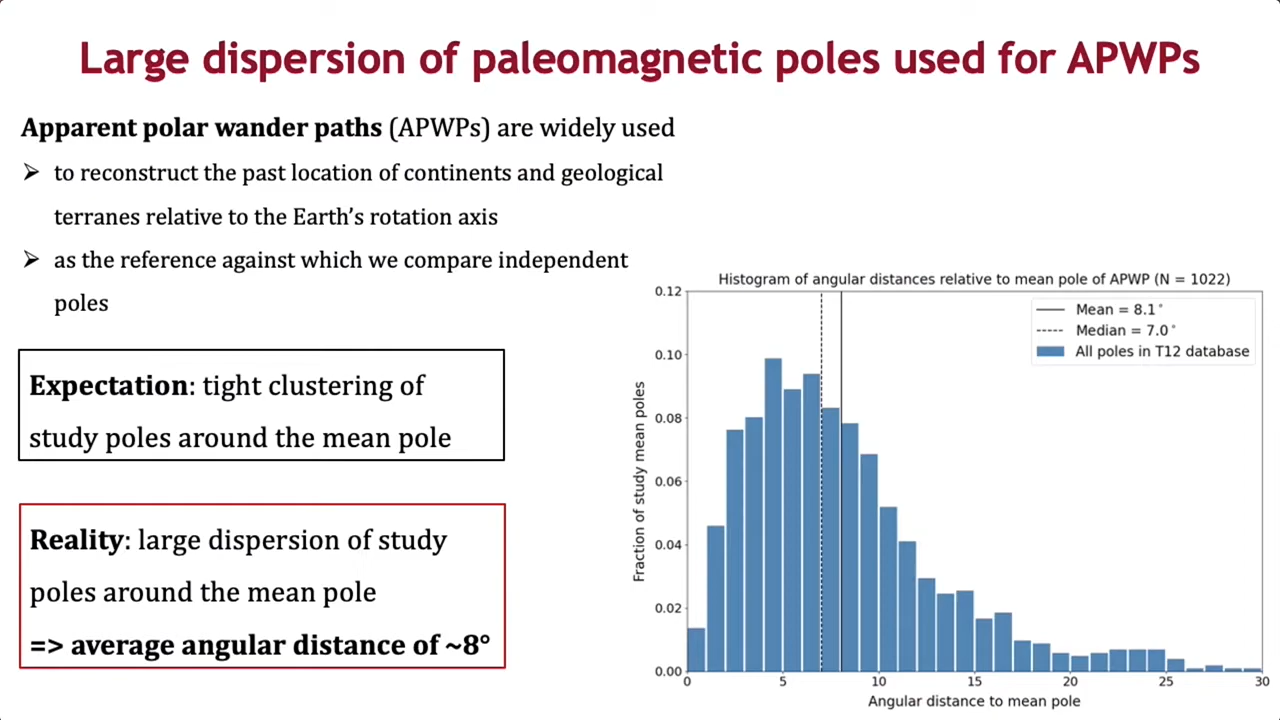 Large dispersion of paleomagnetic poles used for APWPs
Apparent polar wander paths (APWPs) are widely used
➢ to reconstruct the past location of continents and geological
terranes relative to the Earth's rotation axis
➢ as the reference against which we compare independent
poles
Expectation: tight clustering of
study poles around the mean pole
Reality: large dispersion of study
poles around the mean pole
=> average angular distance of ~8°
Histogram of angular distances relative to mean pole of APWP (N = 1022)
Mean = 8.1°
Median = 7.0°
All poles in T12 database
Fraction of study mean poles
0.12
0.10
0.08
0.06
0.04
0.02
0.00
0 5 10 15 20 25 30
Angular distance to mean pole